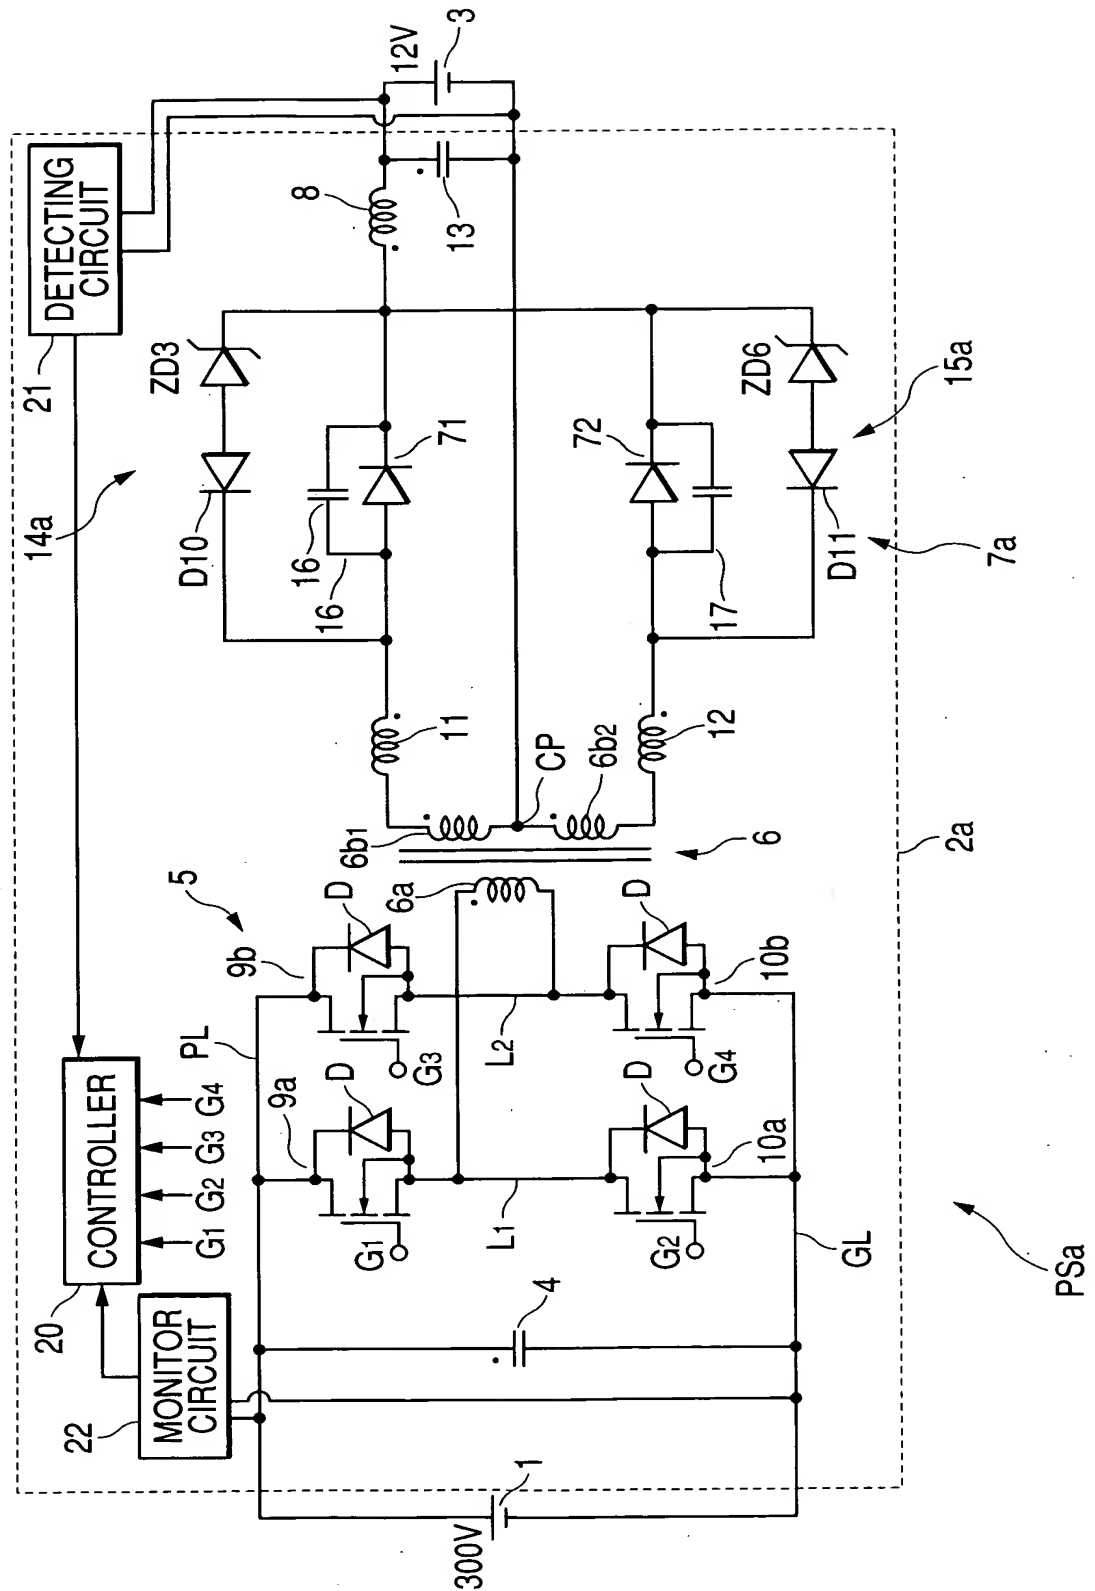 DETECTING
CIRCUIT
21
14a
12V
3
8
13
ZD3
D10
16
16
71
72
17
ZD6
D11
15a
7a
11
12
6b1
6b2
CP
6
6a
2a
5
PL
9b
D
9a
D
G3
G1
L2
L1
D
10b
D
10a
G4
G2
GL
CONTROLLER
20
G1 G2 G3 G4
MONITOR
CIRCUIT
22
4
1
300V
PSa